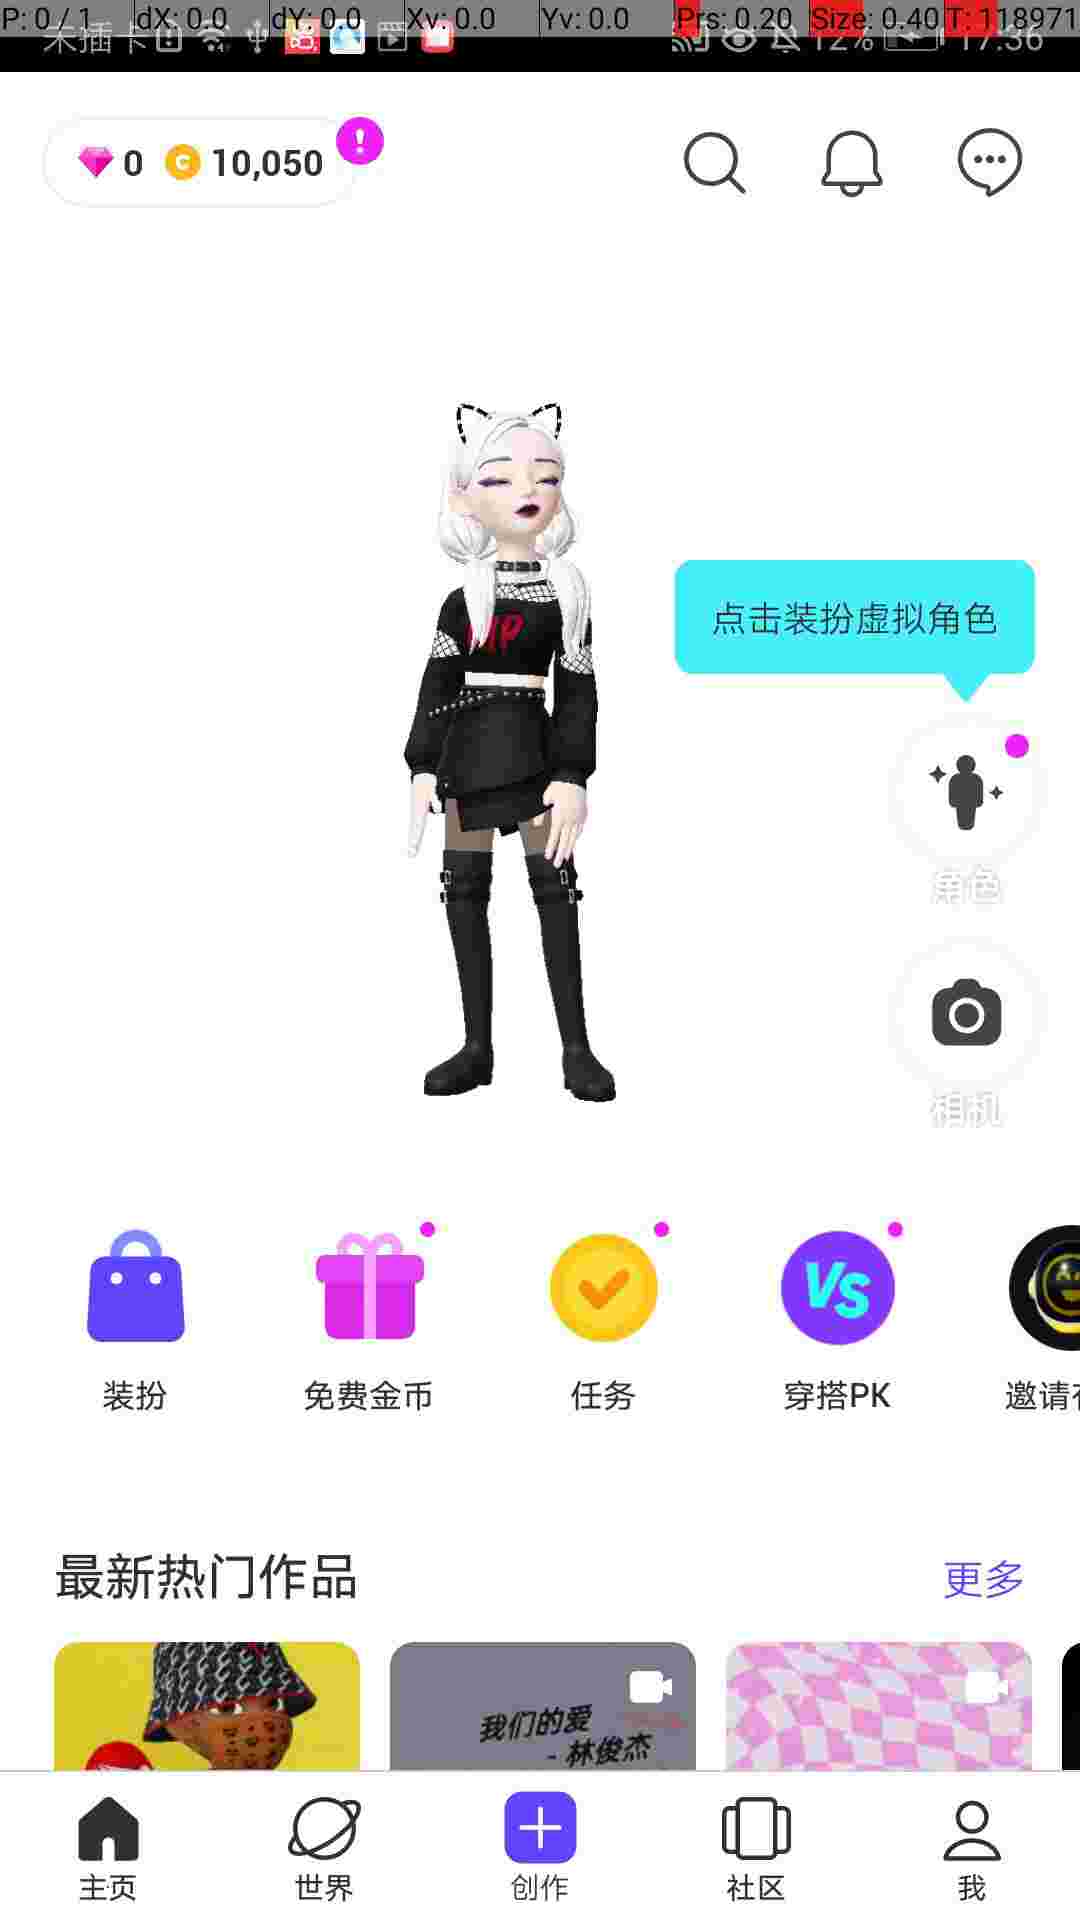 P: 0 / 1 dX: 0.0 dY: 0.0 Xv: 0.0 Yv: 0.0 Prs: 0.20 Size: 0.40 T: 118971
未插卡 12% 17:36
0 C 10,050 !
点击装扮虚拟角色
角色
相机
VS
装扮 免费金币 任务 穿搭PK 邀请
最新热门作品 更多
我们的爱
- 林俊杰
主页 世界 创作 社区 我